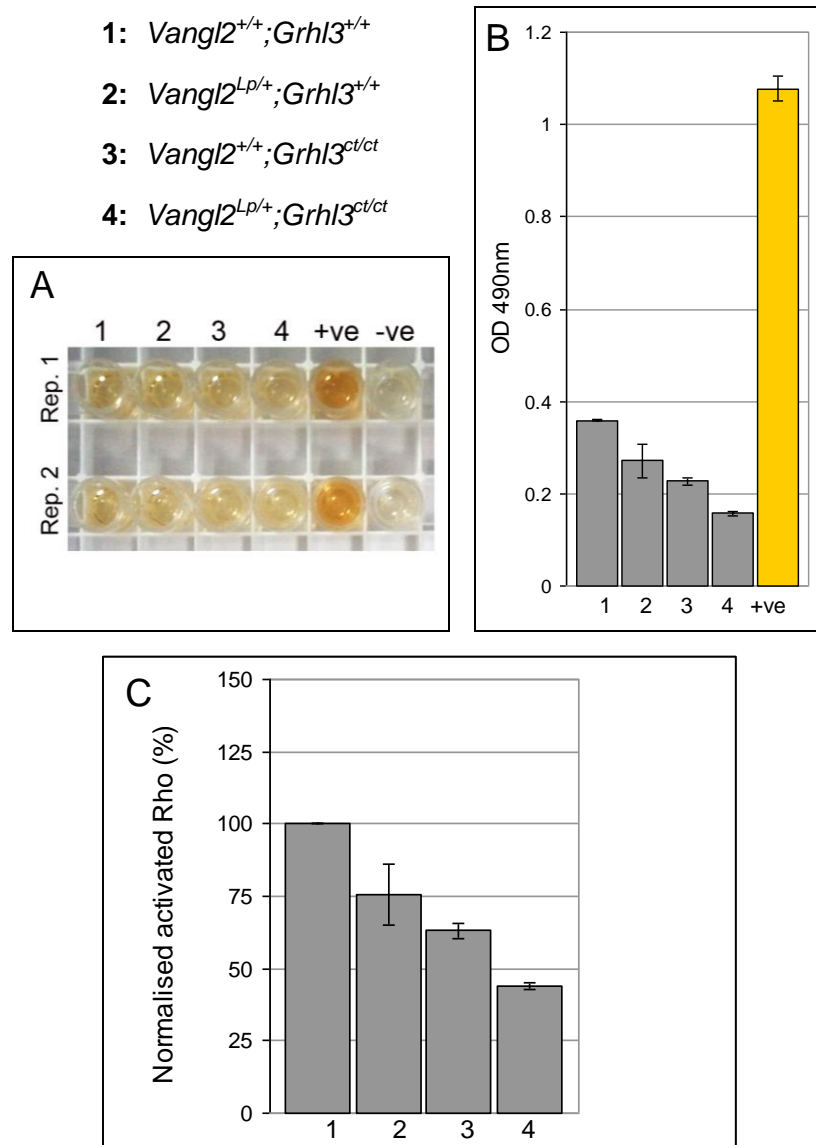 1: Vangl2+/+;Grhl3+/+
2: Vangl2Lp/+;Grhl3+/+
3: Vangl2+/+;Grhl3ct/ct
4: Vangl2Lp/+;Grhl3ct/ct
A
1 2 3 4 +ve -ve
Rep. 1
Rep. 2
B
OD 490nm
1.2
1
0.8
0.6
0.4
0.2
0
1 2 3 4 +ve
C
Normalised activated Rho (%)
150
125
100
75
50
25
0
1 2 3 4